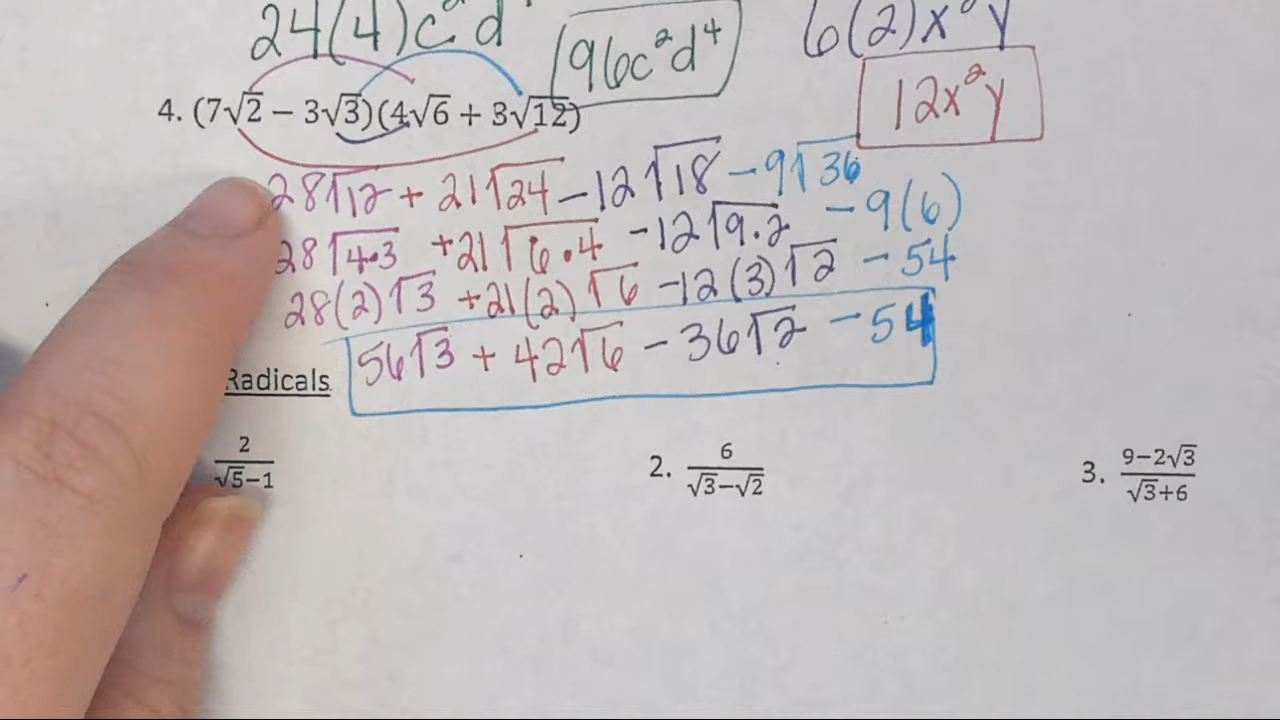 24(4)c²d
96c²d⁴
6(2)x²y
12x²y
4. (7√2 − 3√3)(4√6 + 3√12)
28√12 + 21√24 − 12√18 − 9√36
28√4·3 + 21√6·4 − 12√9·2 − 9(6)
28(2)√3 + 21(2)√6 − 12(3)√2 − 54
56√3 + 42√6 − 36√2 − 54
Radicals
2/(√5−1)
2. 6/(√3−√2)
3. (9−2√3)/(√3+6)